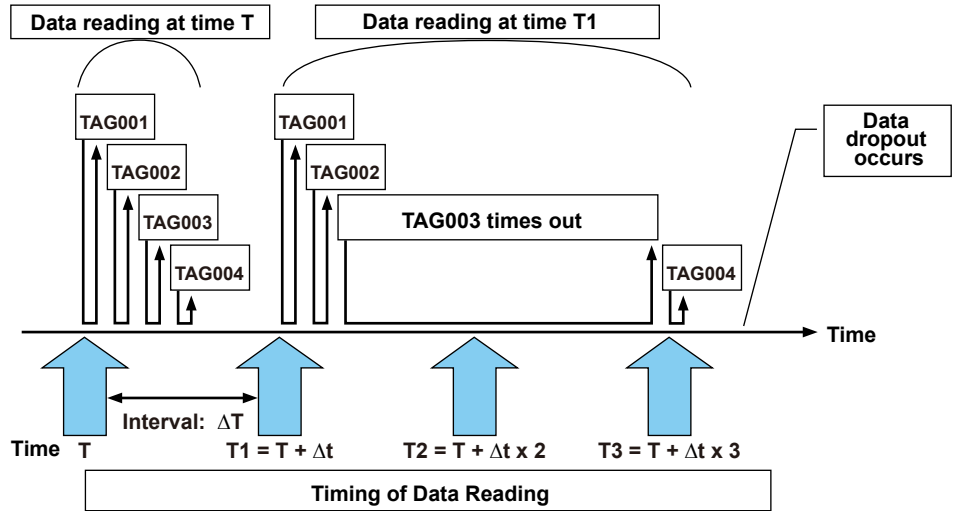 Data reading at time T
Data reading at time T1
TAG001
TAG002
TAG003
TAG004
TAG001
TAG002
TAG003 times out
TAG004
Data
dropout
occurs
Time
Interval: ΔT
Time T
T1 = T + Δt
T2 = T + Δt x 2
T3 = T + Δt x 3
Timing of Data Reading